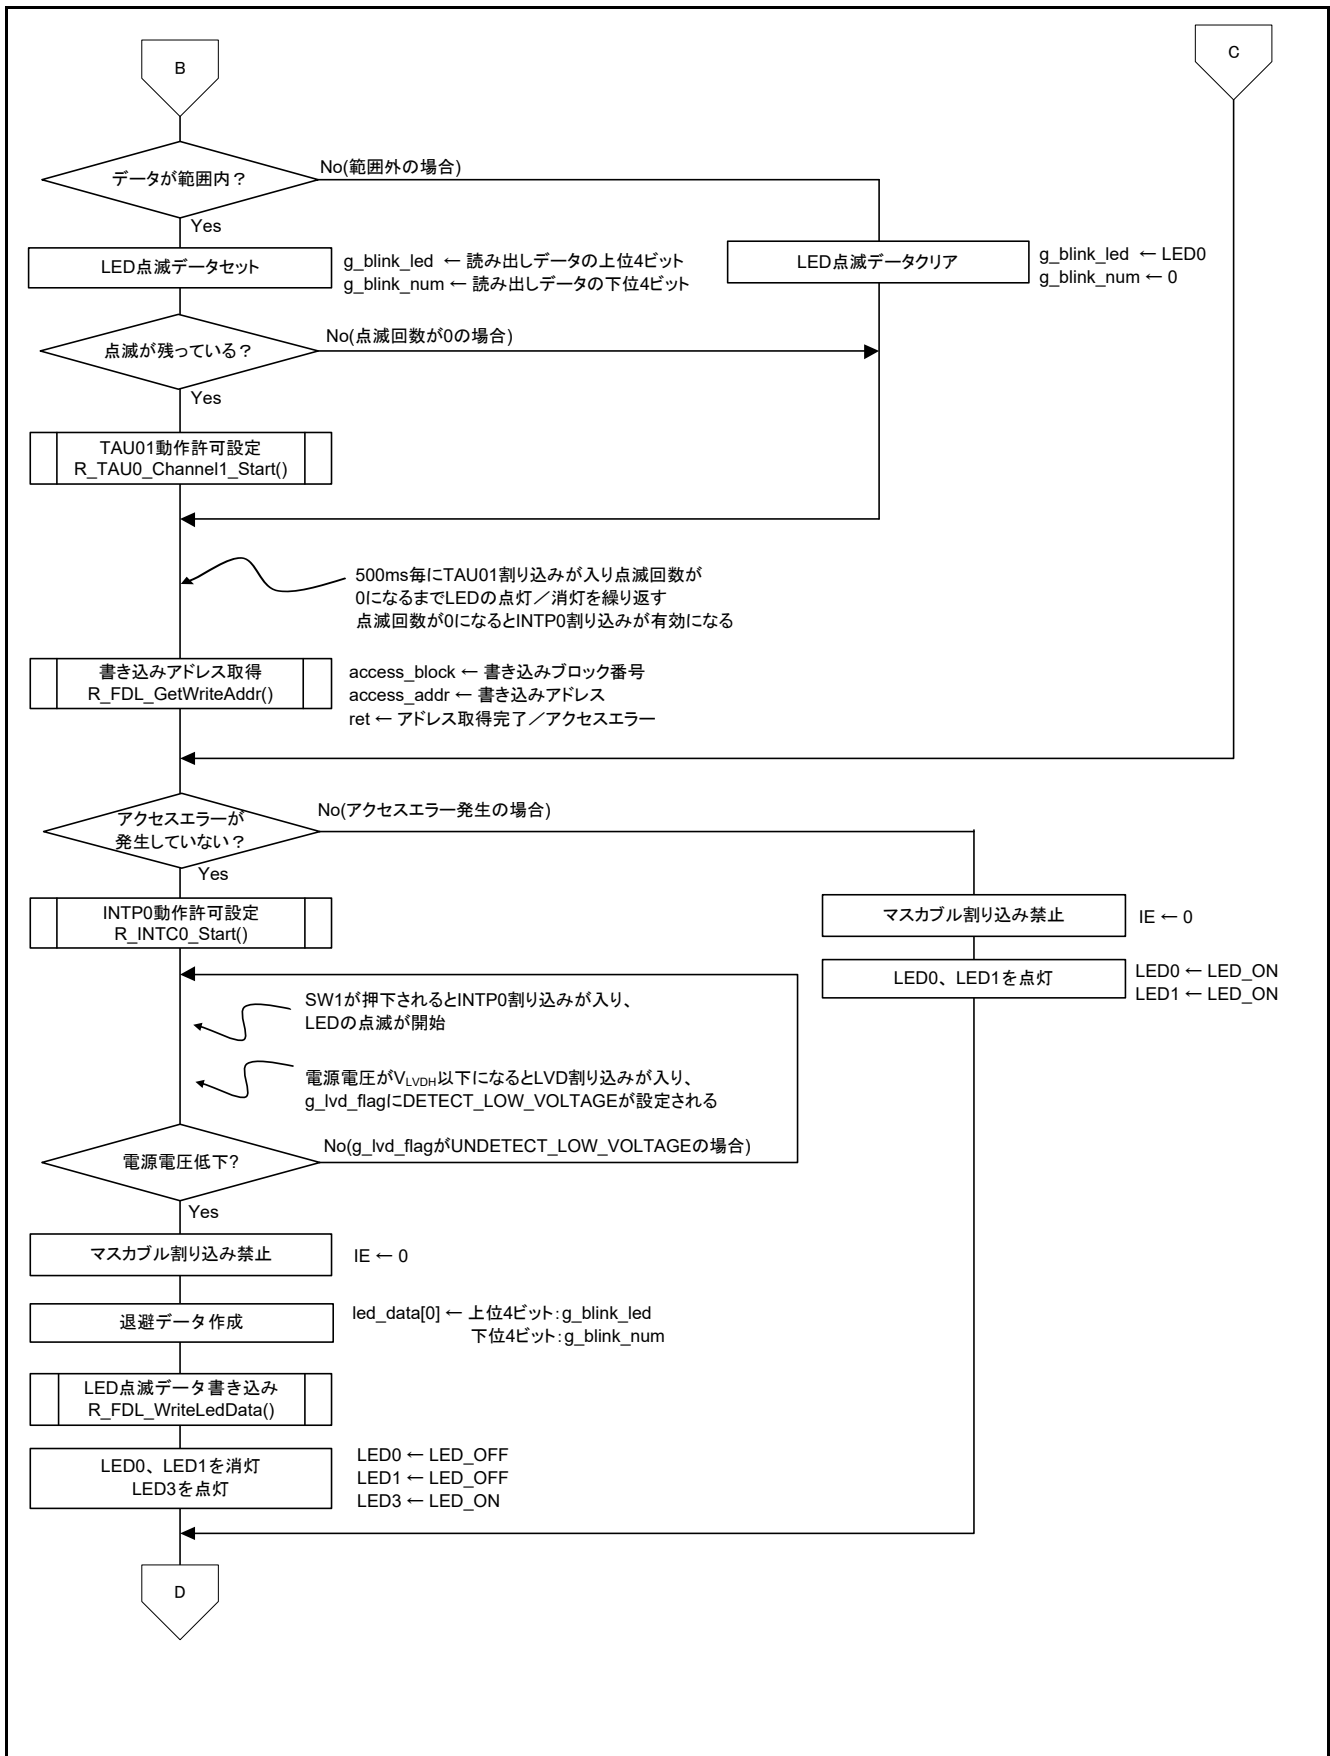 B
C
データが範囲内？
No(範囲外の場合)
Yes
LED点滅データセット
g_blink_led ← 読み出しデータの上位4ビット
g_blink_num ← 読み出しデータの下位4ビット
LED点滅データクリア
g_blink_led ← LED0
g_blink_num ← 0
点滅が残っている？
No(点滅回数が0の場合)
Yes
TAU01動作許可設定
R_TAU0_Channel1_Start()
500ms毎にTAU01割り込みが入り点滅回数が
0になるまでLEDの点灯／消灯を繰り返す
点滅回数が0になるとINTP0割り込みが有効になる
書き込みアドレス取得
R_FDL_GetWriteAddr()
access_block ← 書き込みブロック番号
access_addr ← 書き込みアドレス
ret ← アドレス取得完了／アクセスエラー
アクセスエラーが
発生していない？
No(アクセスエラー発生の場合)
Yes
INTP0動作許可設定
R_INTC0_Start()
マスカブル割り込み禁止
IE ← 0
LED0、LED1を点灯
LED0 ← LED_ON
LED1 ← LED_ON
SW1が押下されるとINTP0割り込みが入り、
LEDの点滅が開始
電源電圧がVLVDH以下になるとLVD割り込みが入り、
g_lvd_flagにDETECT_LOW_VOLTAGEが設定される
電源電圧低下?
No(g_lvd_flagがUNDETECT_LOW_VOLTAGEの場合)
Yes
マスカブル割り込み禁止
IE ← 0
退避データ作成
led_data[0] ← 上位4ビット：g_blink_led
下位4ビット：g_blink_num
LED点滅データ書き込み
R_FDL_WriteLedData()
LED0、LED1を消灯
LED3を点灯
LED0 ← LED_OFF
LED1 ← LED_OFF
LED3 ← LED_ON
D